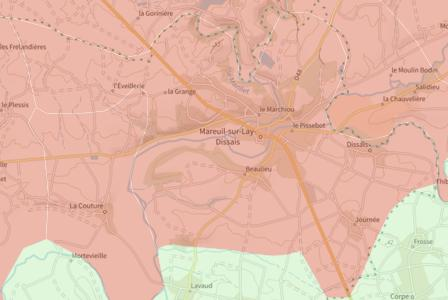 la Gorinière
les Frelandières
le Moulin Bodin
l'Éveillerie
la Grange
Salidieu
la Chauvelière
le Plessis
le Marchiou
le Pissebot
Mareuil-sur-Lay-
Dissais
Dissais
Beaulieu
La Couture
Journée
Mortevieille
Frosse
Lavaud
Corpe